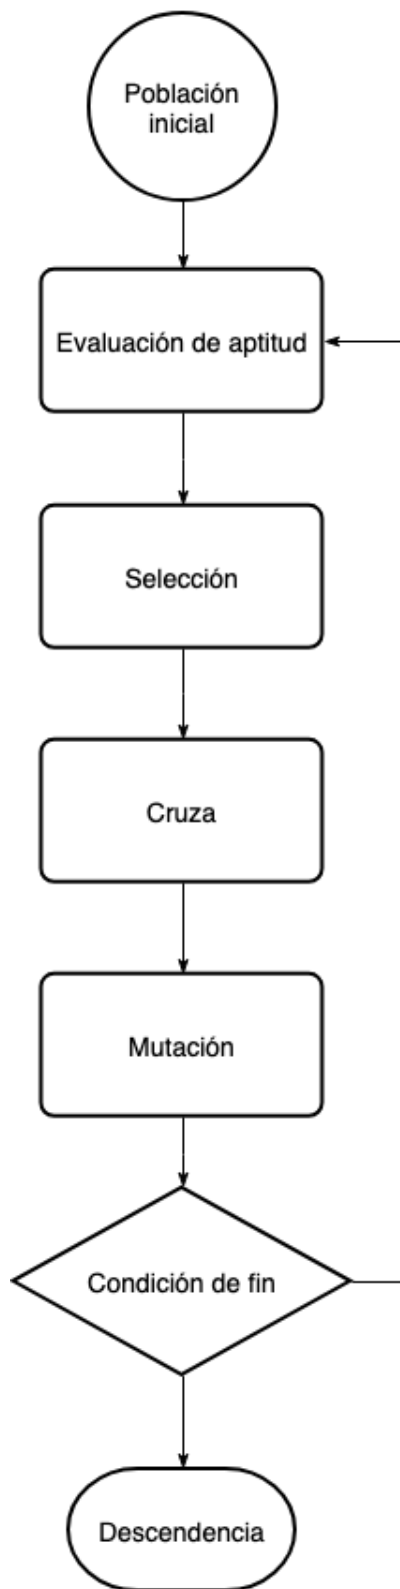 Población
inicial
Evaluación de aptitud
Selección
Cruza
Mutación
Condición de fin
Descendencia